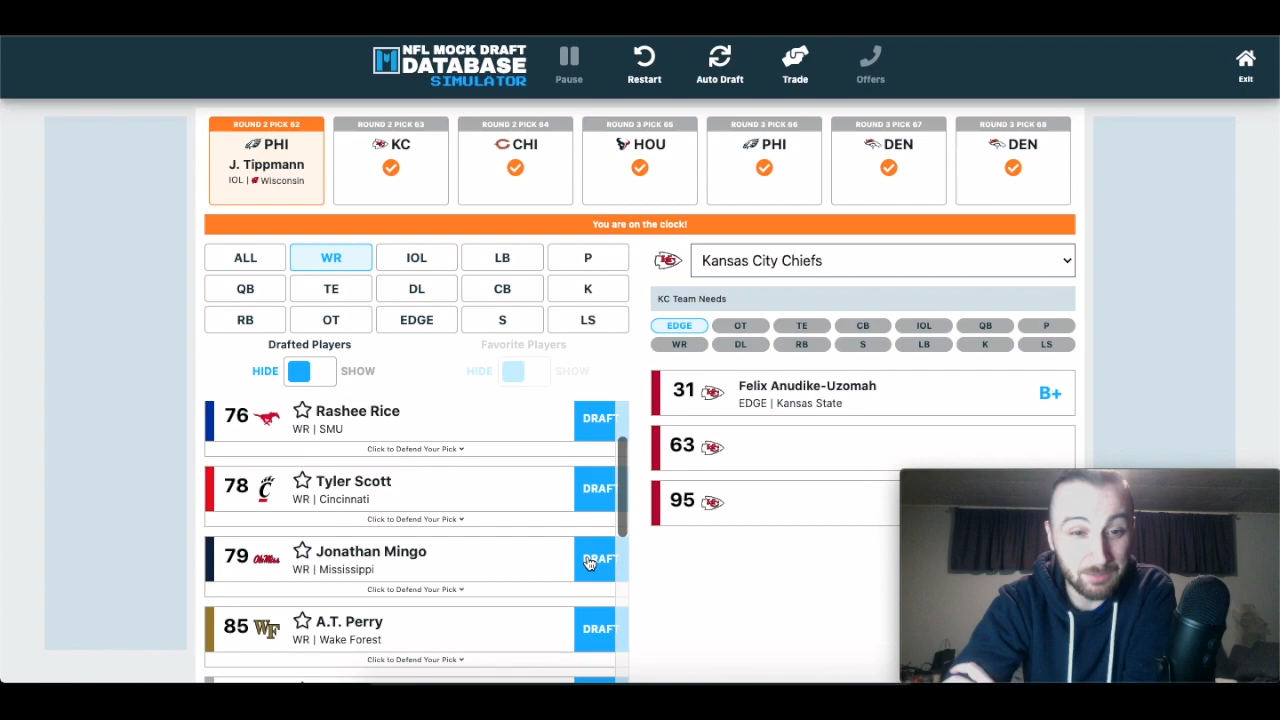 NFL MOCK DRAFT
DATABASE
SIMULATOR
Pause
Restart
Auto Draft
Trade
Offers
Exit
ROUND 2 PICK 62
PHI
J. Tippmann
IOL | Wisconsin
ROUND 2 PICK 63
KC
ROUND 2 PICK 64
CHI
ROUND 3 PICK 65
HOU
ROUND 3 PICK 66
PHI
ROUND 3 PICK 67
DEN
ROUND 3 PICK 68
DEN
You are on the clock!
ALL WR IOL LB P
QB TE DL CB K
RB OT EDGE S LS
Drafted Players
HIDE SHOW
Favorite Players
HIDE SHOW
76 Rashee Rice
WR | SMU
DRAFT
Click to Defend Your Pick
78 Tyler Scott
WR | Cincinnati
DRAFT
Click to Defend Your Pick
79 Jonathan Mingo
WR | Mississippi
DRAFT
Click to Defend Your Pick
85 A.T. Perry
WR | Wake Forest
DRAFT
Click to Defend Your Pick
Kansas City Chiefs
KC Team Needs
EDGE OT TE CB IOL QB P
WR DL RB S LB K LS
31 Felix Anudike-Uzomah
EDGE | Kansas State
B+
63
95